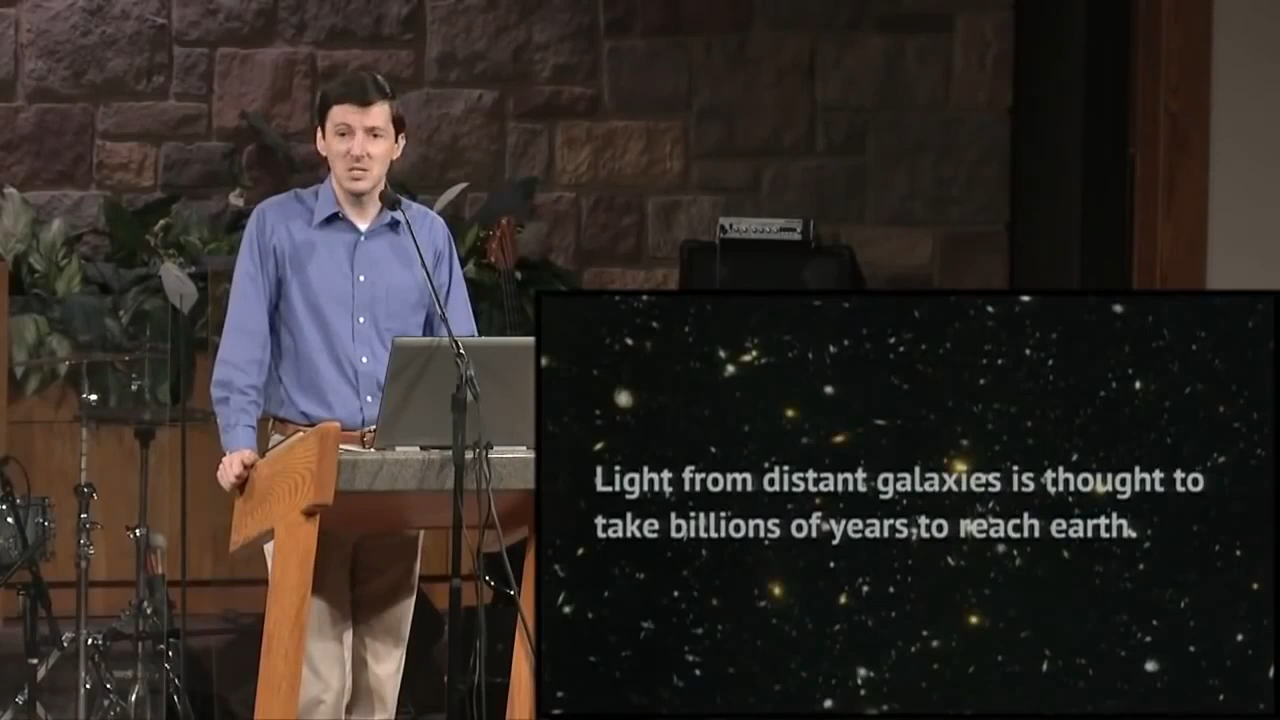 Light from distant galaxies is thought to
take billions of years to reach earth.